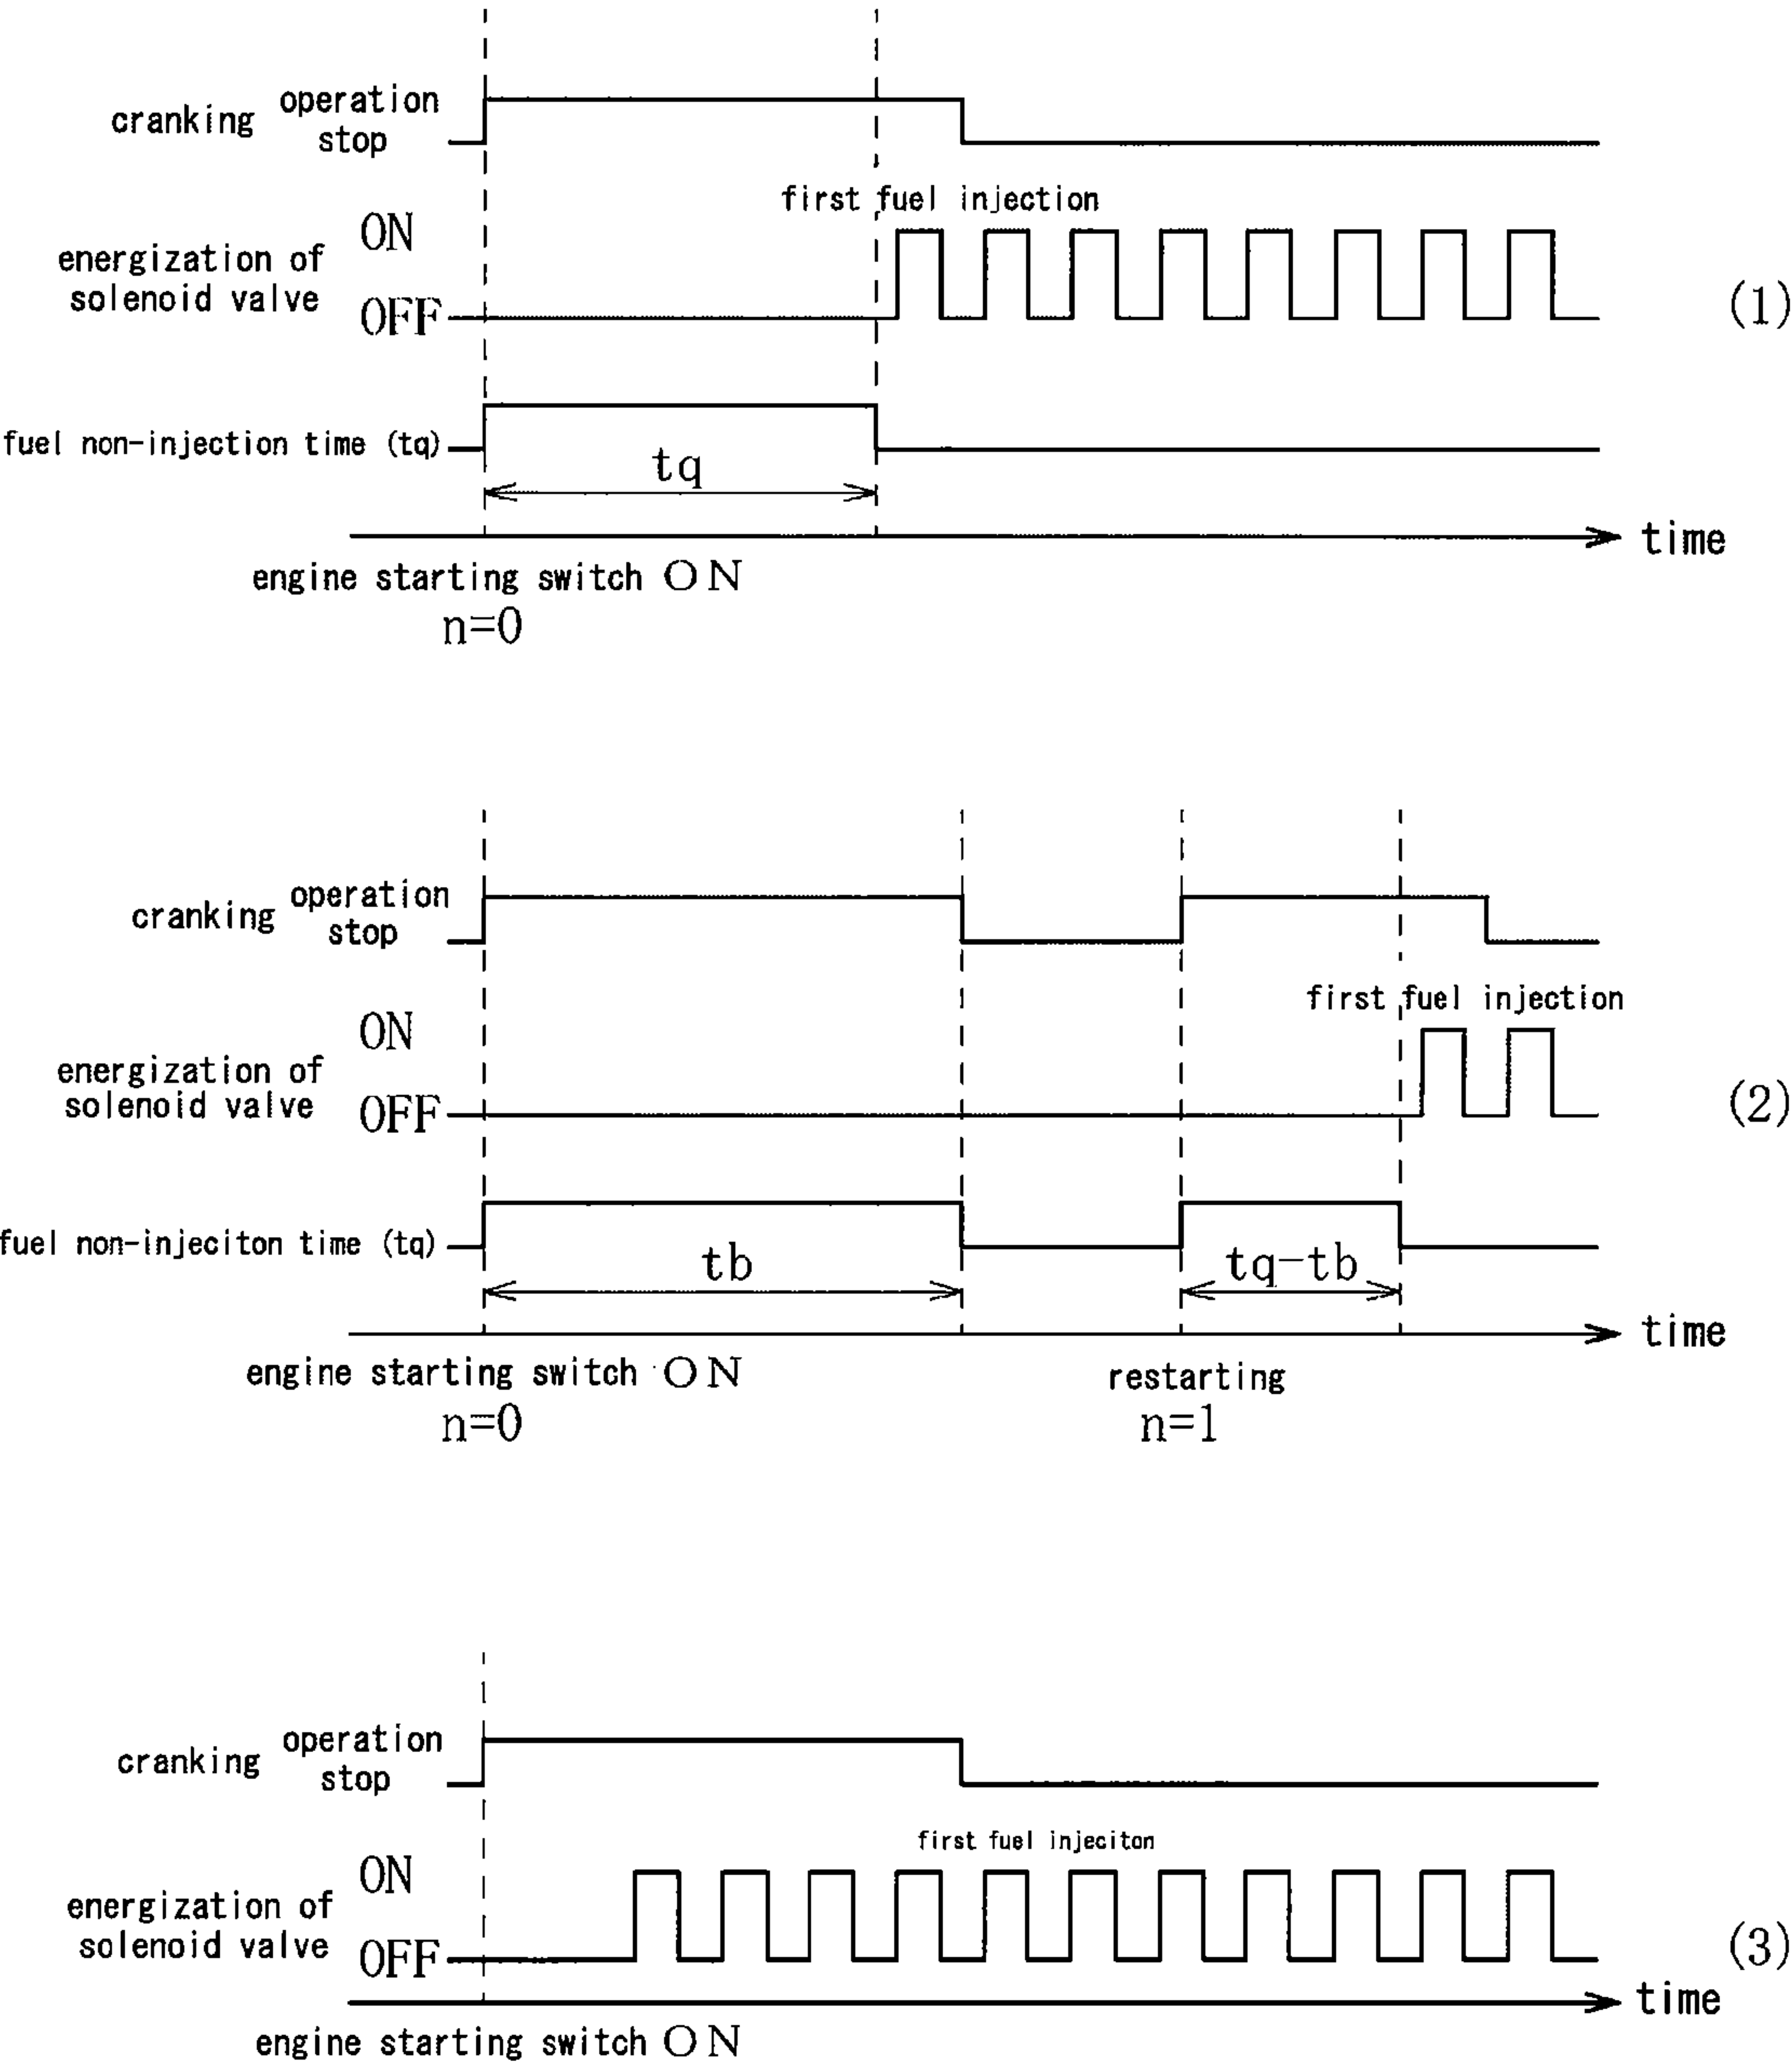 operation
cranking
stop
first fuel injection
ON
energization of
solenoid valve
OFF
(1)
fuel non-injection time (tq)
tq
time
engine starting switch ON
n=0
operation
cranking
stop
first fuel injection
ON
energization of
solenoid valve
OFF
(2)
fuel non-injeciton time (tq)
tb
tq-tb
time
engine starting switch ON
restarting
n=0
n=1
operation
cranking
stop
first fuel injeciton
ON
energization of
solenoid valve
OFF
(3)
time
engine starting switch ON